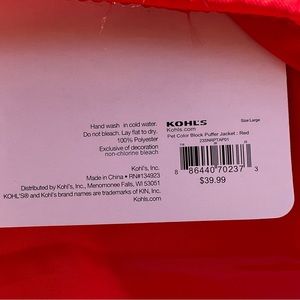 Hand wash in cold water.
Do not bleach. Lay flat to dry.
100% Polyester
Exclusive of decoration
non-chlorine bleach
Kohl's, Inc.
Made in China • RN#134923
Distributed by Kohl's, Inc., Menomonee Falls, WI 53051
KOHL'S® and Kohl's brand names are trademarks of KIN, Inc.
Kohls.com
KOHL'S
Kohls.com
Size Large
Pet Color Block Puffer Jacket : Red
23SNRPTAP01
8 86440 70237 3
$39.99